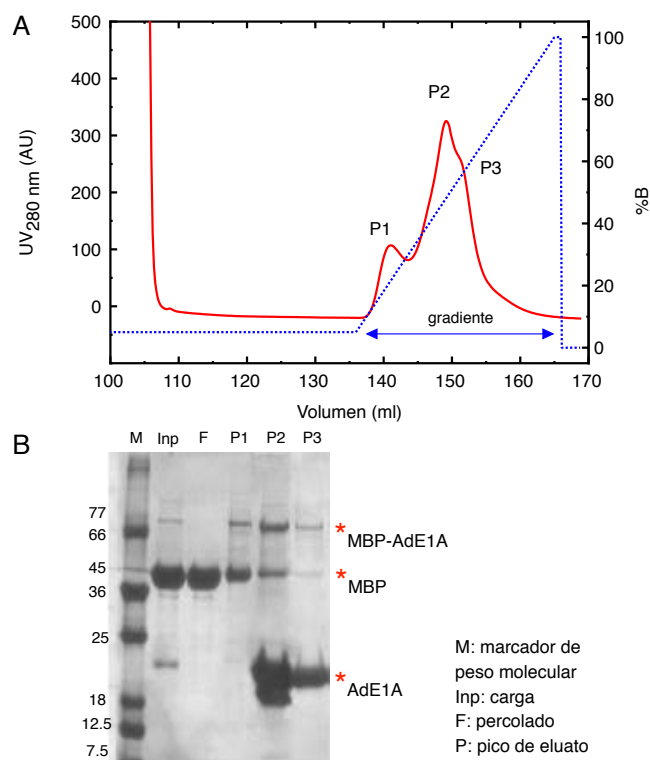 A
500
400
300
200
100
0
UV280 nm (AU)
100
80
60
40
20
0
%B
P1
P2
P3
gradiente
100 110 120 130 140 150 160 170
Volumen (ml)
B
M Inp F P1 P2 P3
77
66
45
36
25
18
12.5
7.5
* MBP-AdE1A
* MBP
* AdE1A
M: marcador de
peso molecular
Inp: carga
F: percolado
P: pico de eluato